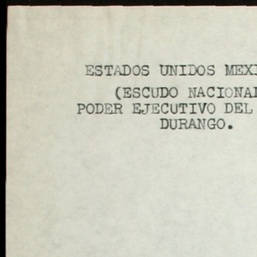 ESTADOS UNIDOS MEXI
(ESCUDO NACIONAL
PODER EJECUTIVO DEL
DURANGO.